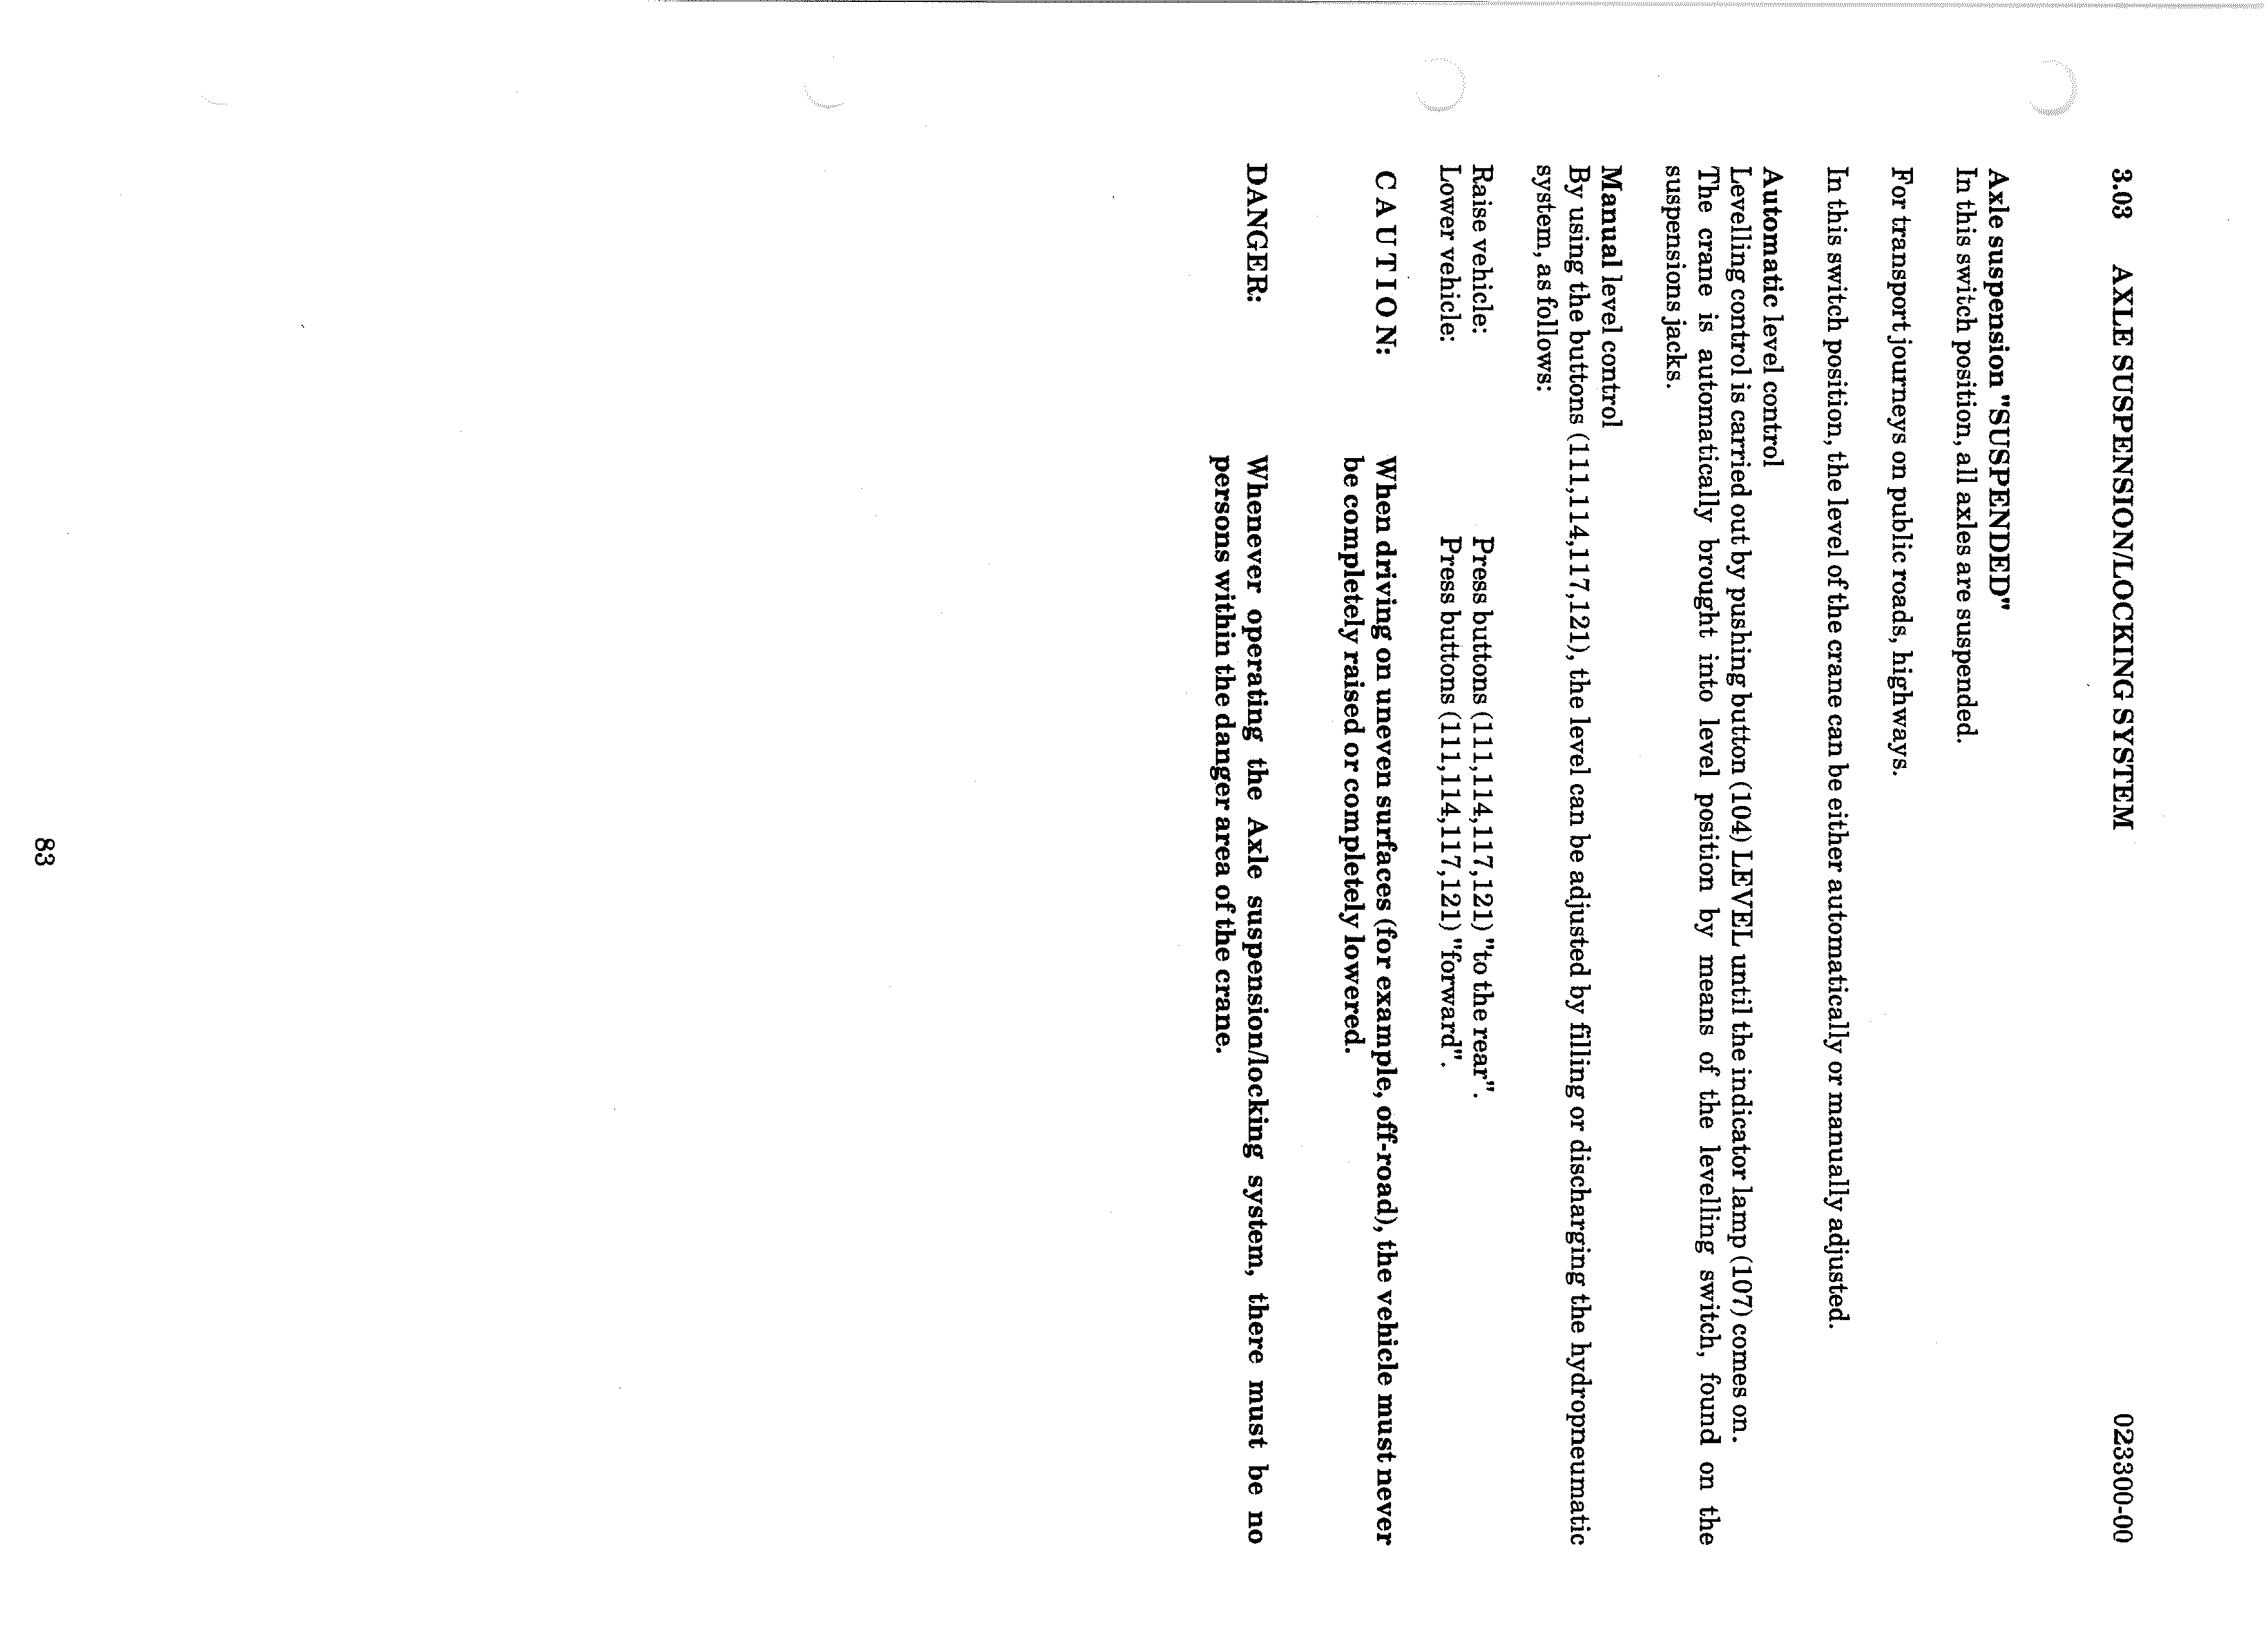 3.03 AXLE SUSPENSION/LOCKING SYSTEM 023300-00
Axle suspension "SUSPENDED"
In this switch position, all axles are suspended.
For transport journeys on public roads, highways.
In this switch position, the level of the crane can be either automatically or manually adjusted.
Automatic level control
Levelling control is carried out by pushing button (104) LEVEL until the indicator lamp (107) comes on.
The crane is automatically brought into level position by means of the levelling switch, found on the
suspensions jacks.
Manual level control
By using the buttons (111,114,117,121), the level can be adjusted by filling or discharging the hydropneumatic
system, as follows:
Raise vehicle: Press buttons (111,114,117,121) "to the rear".
Lower vehicle: Press buttons (111,114,117,121) "forward".
C A U T I O N: When driving on uneven surfaces (for example, off-road), the vehicle must never
be completely raised or completely lowered.
DANGER: Whenever operating the Axle suspension/locking system, there must be no
persons within the danger area of the crane.
83